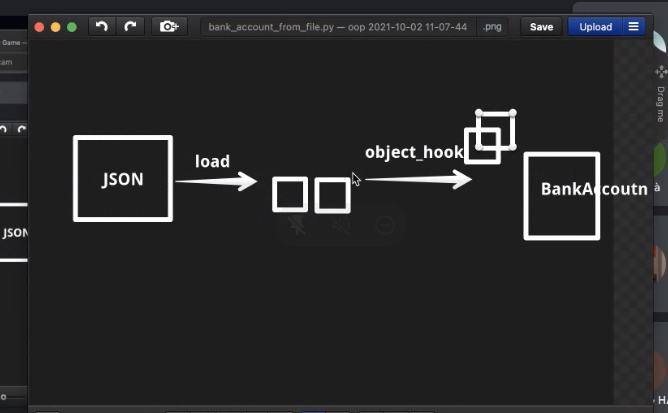 Game —
bank_account_from_file.py — oop 2021-10-02 11-07-44
.png
Save
Upload
cam
Drag me
JSON
load
object_hook
BankAccoutn
à
JSON
H